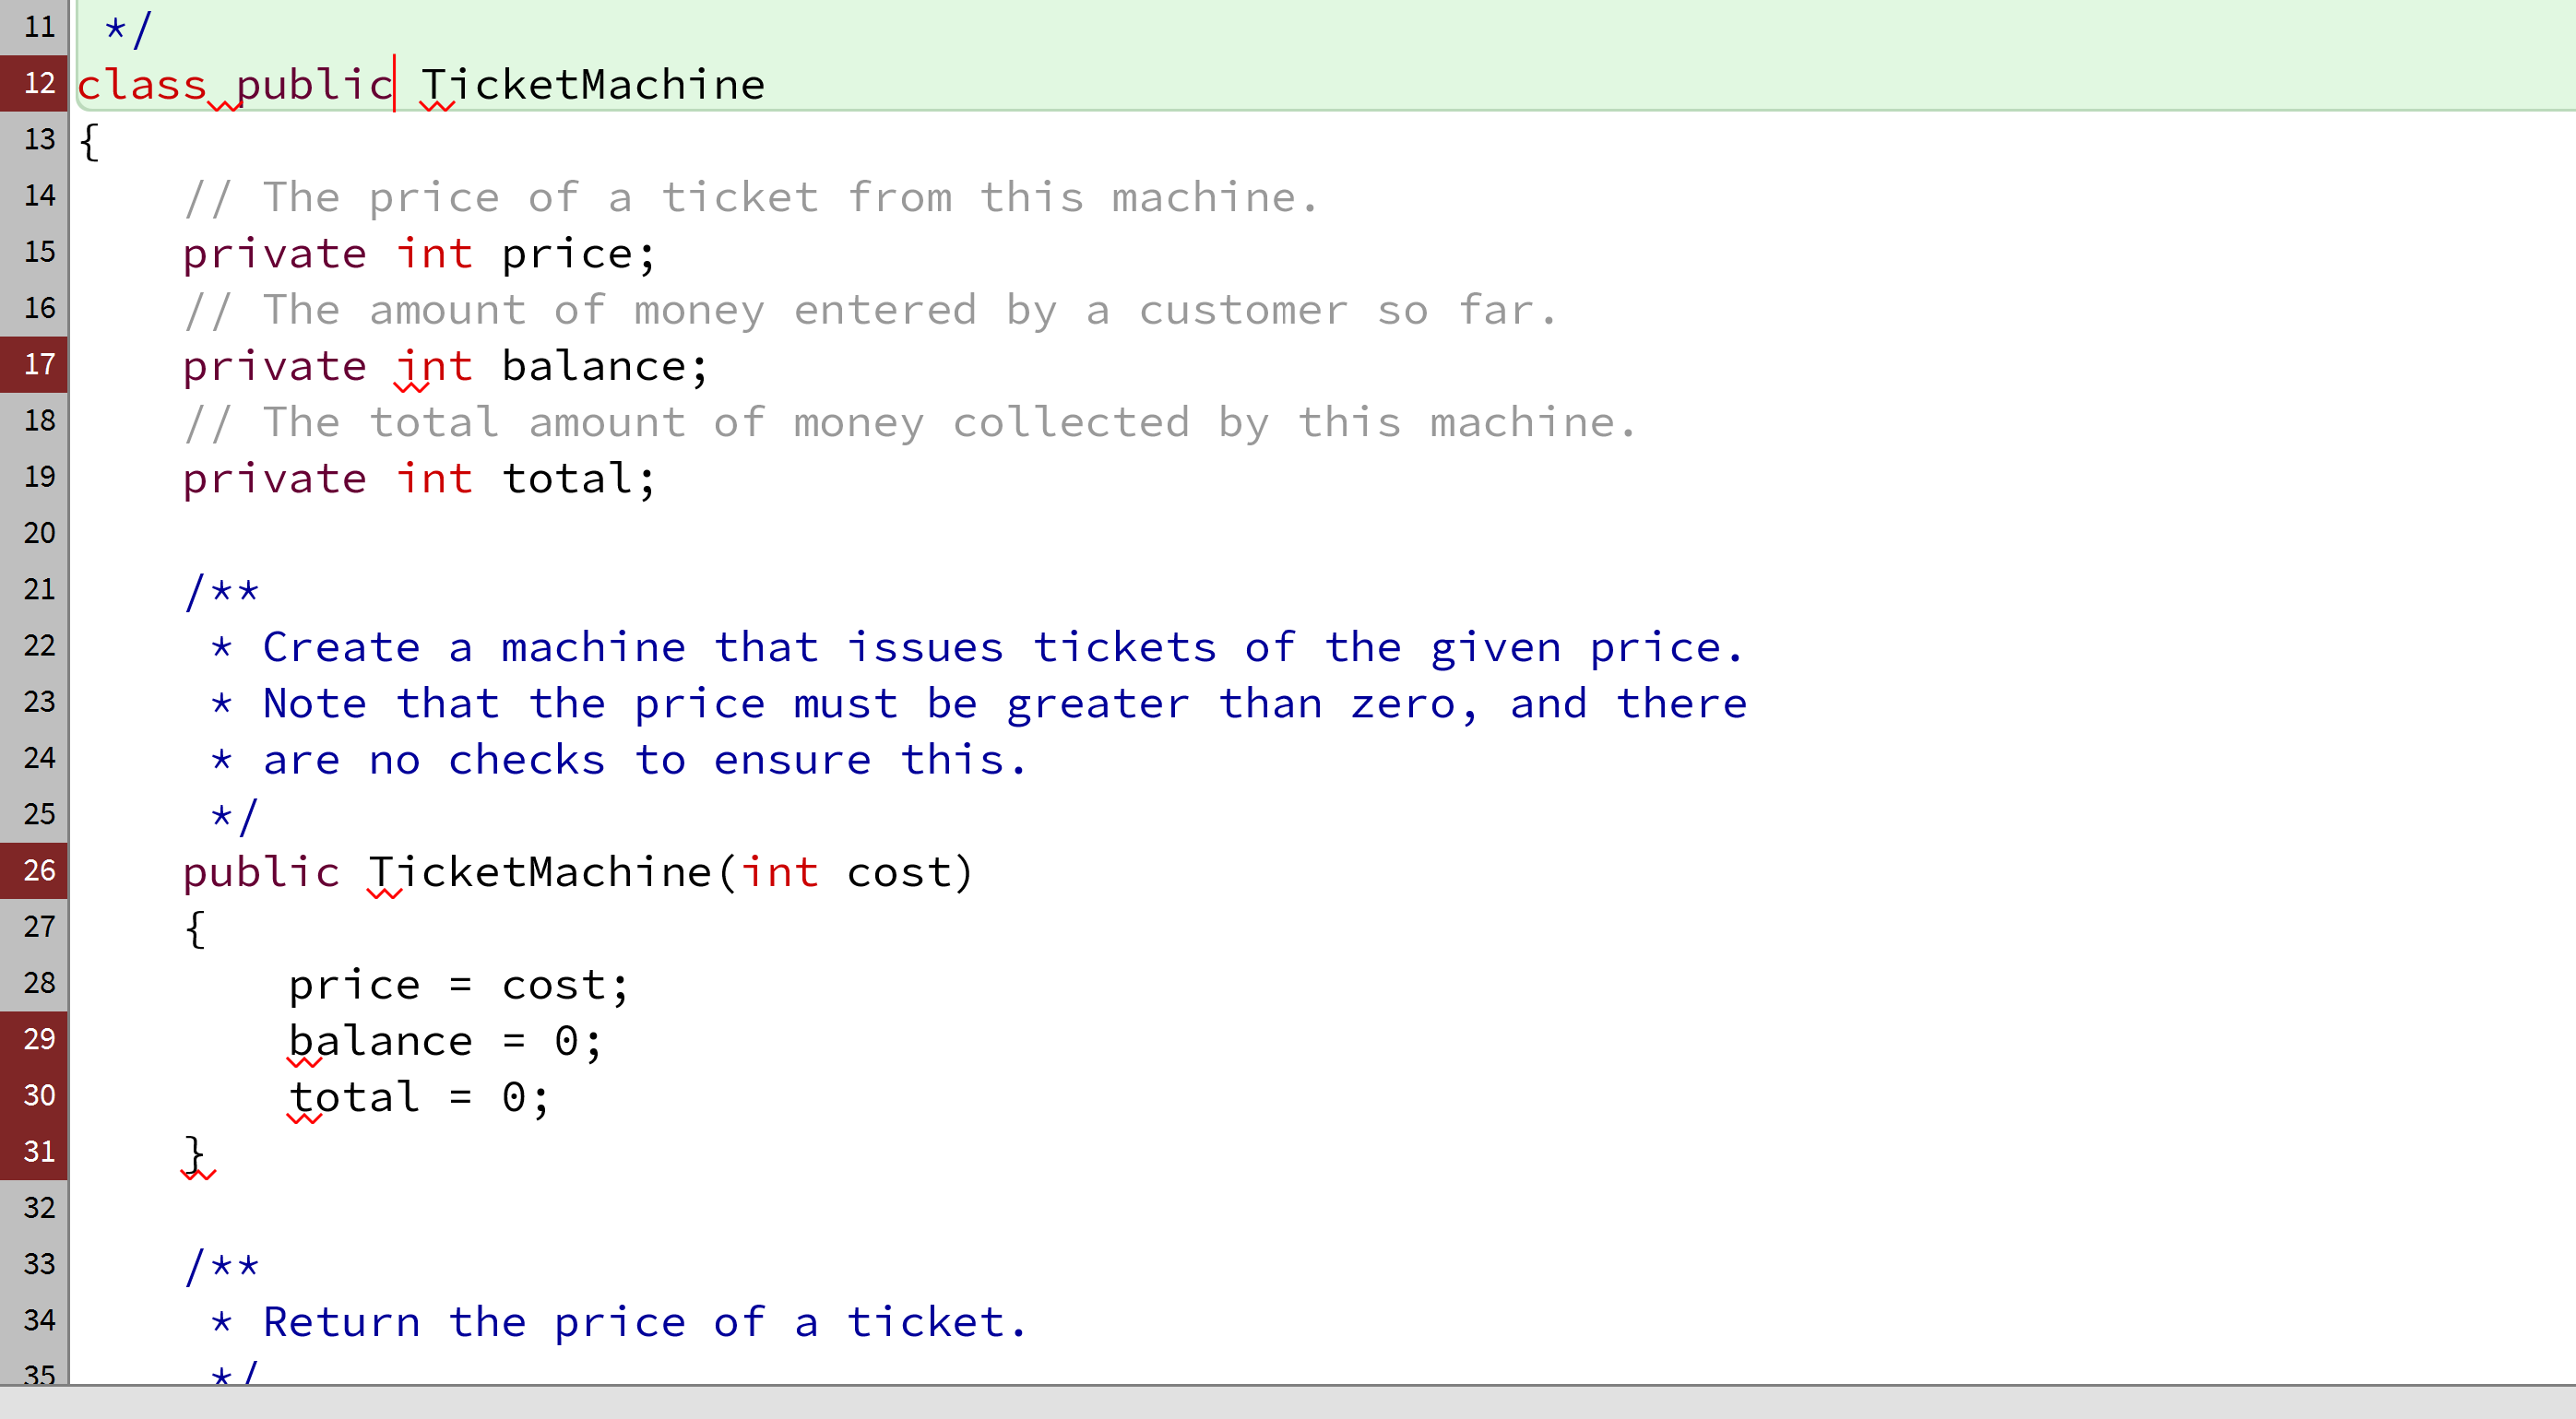 11 */
12 class public TicketMachine
13 {
14 // The price of a ticket from this machine.
15 private int price;
16 // The amount of money entered by a customer so far.
17 private int balance;
18 // The total amount of money collected by this machine.
19 private int total;
20
21 /**
22 * Create a machine that issues tickets of the given price.
23 * Note that the price must be greater than zero, and there
24 * are no checks to ensure this.
25 */
26 public TicketMachine(int cost)
27 {
28 price = cost;
29 balance = 0;
30 total = 0;
31 }
32
33 /**
34 * Return the price of a ticket.
35 */